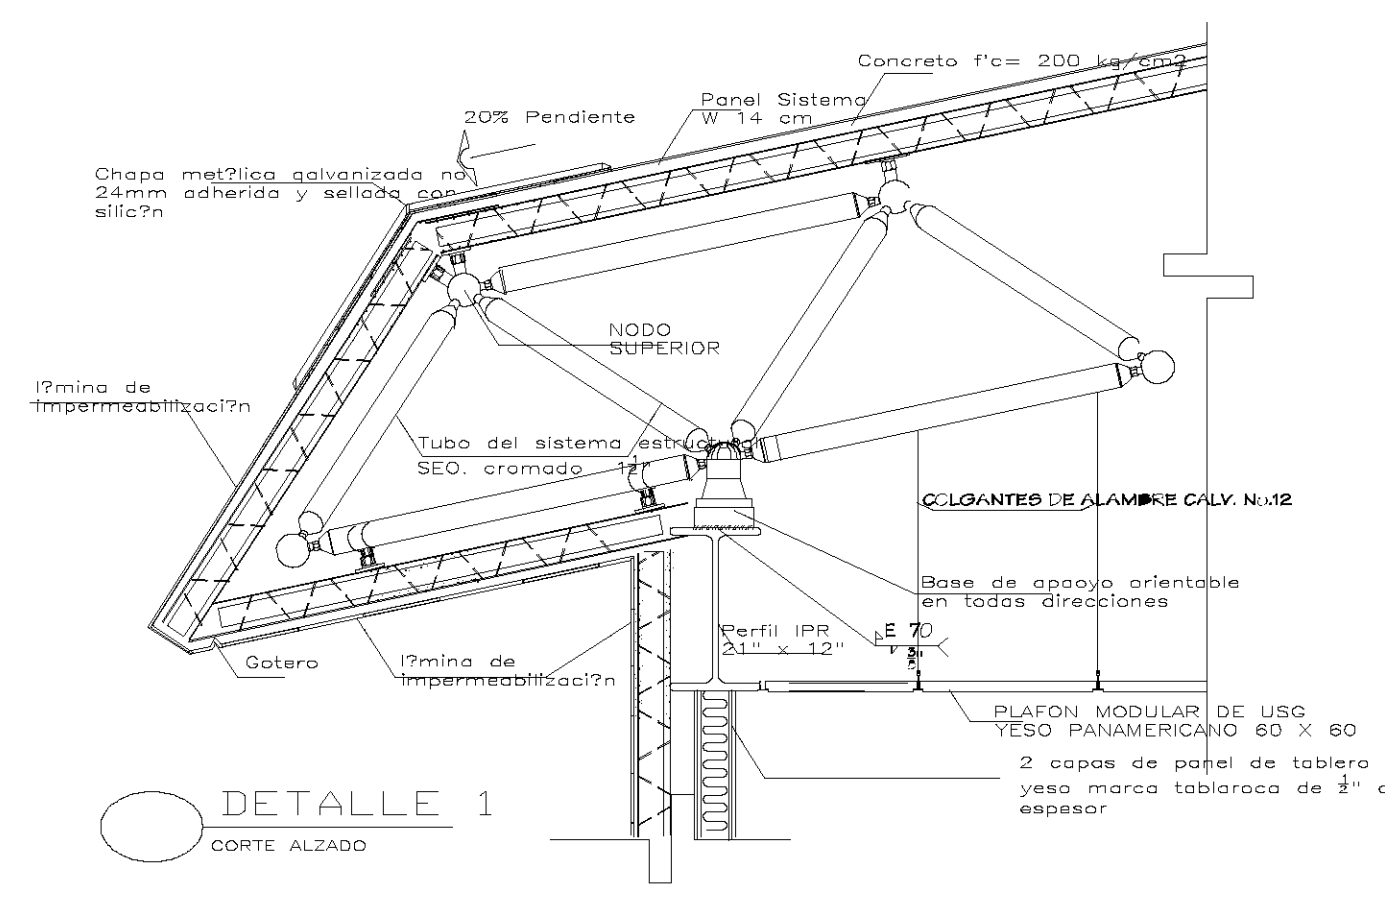 Concreto f'c= 200 kg/cm2
Panel Sistema
W 14 cm
20% Pendiente
Chapa met?lica galvanizada no
24mm adherida y sellada con
silic?n
NODO
SUPERIOR
l?mina de
impermeabilizaci?n
Tubo del sistema estructural
SEO. cromado 1½"
COLGANTES DE ALAMBRE CALV. No.12
Base de apaoyo orientable
en todas direcciones
Perfil IPR
21" x 12"
E 70
Gotero
l?mina de
impermeabilizaci?n
PLAFON MODULAR DE USG
YESO PANAMERICANO 60 X 60
2 capas de panel de tablero
yeso marca tablaroca de ½"
espesor
DETALLE 1
CORTE ALZADO